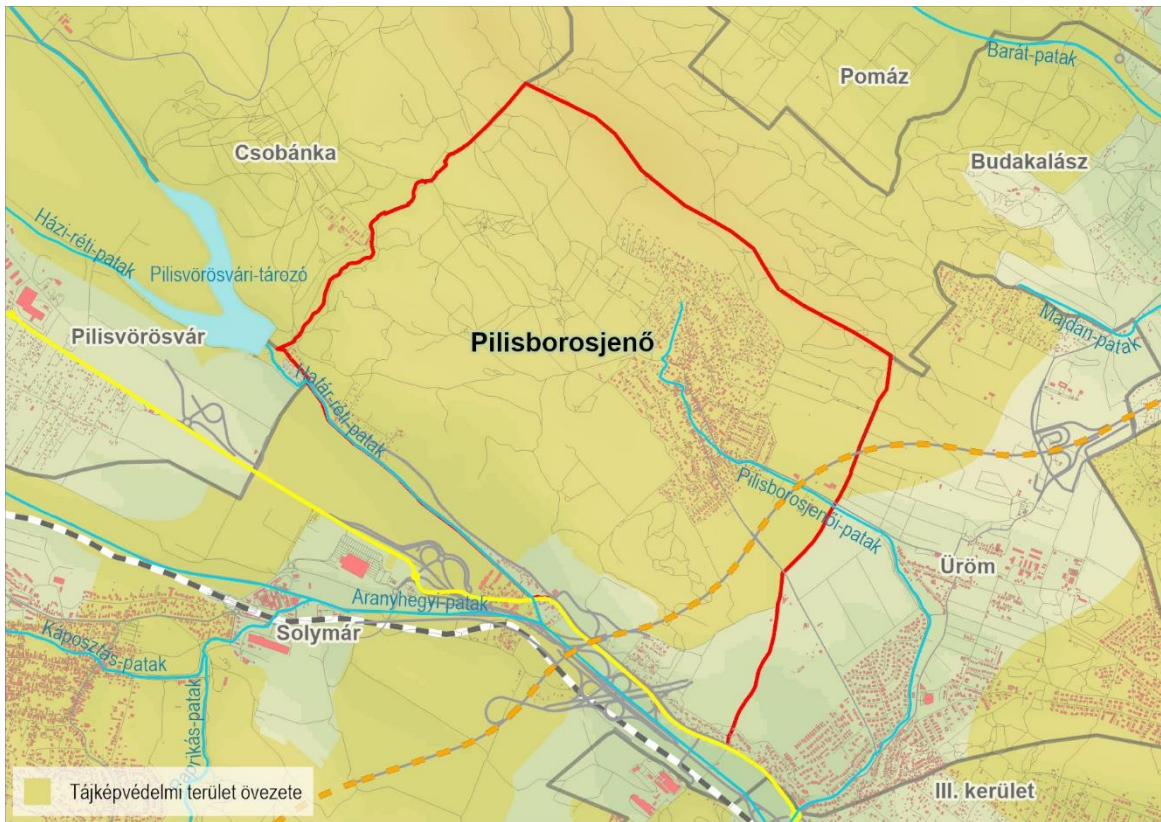 Barát-patak
Pomáz
Csobánka
Budakalász
Házi-réti-patak
Pilisvörösvári-tározó
Majdán-patak
Pilisvörösvár
Pilisborosjenő
Határ-réti-patak
Pilisborosjenői-patak
Üröm
Aranyhegyi-patak
Solymár
Káposztás-patak
Paprikás-patak
Tájképvédelmi terület övezete
III. kerület